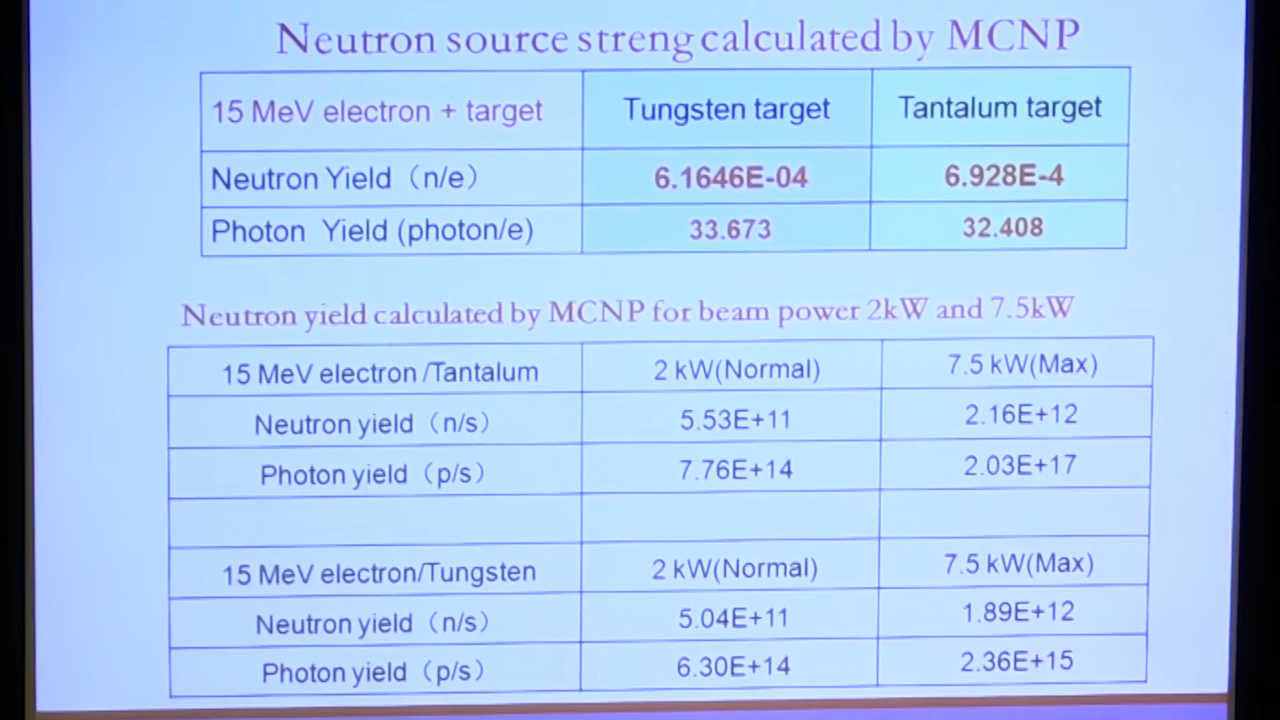 Neutron source streng calculated by MCNP
15 MeV electron + target Tungsten target Tantalum target
Neutron Yield（n/e） 6.1646E-04 6.928E-4
Photon Yield (photon/e) 33.673 32.408
Neutron yield calculated by MCNP for beam power 2kW and 7.5kW
15 MeV electron /Tantalum 2 kW(Normal) 7.5 kW(Max)
Neutron yield（n/s） 5.53E+11 2.16E+12
Photon yield（p/s） 7.76E+14 2.03E+17
15 MeV electron/Tungsten 2 kW(Normal) 7.5 kW(Max)
Neutron yield（n/s） 5.04E+11 1.89E+12
Photon yield（p/s） 6.30E+14 2.36E+15